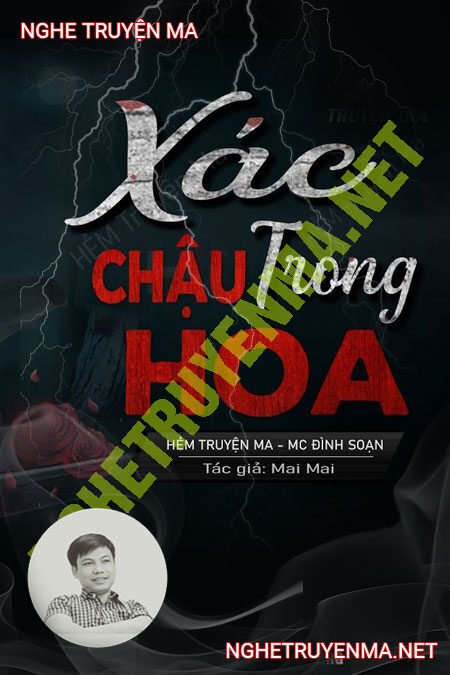 NGHE TRUYỆN MA
Xác
Trong
CHẬU
HOA
NGHETRUYENMA.NET
HẺM TRUYỆN MA - MC ĐÌNH SOẠN
Tác giả: Mai Mai
NGHETRUYENMA.NET